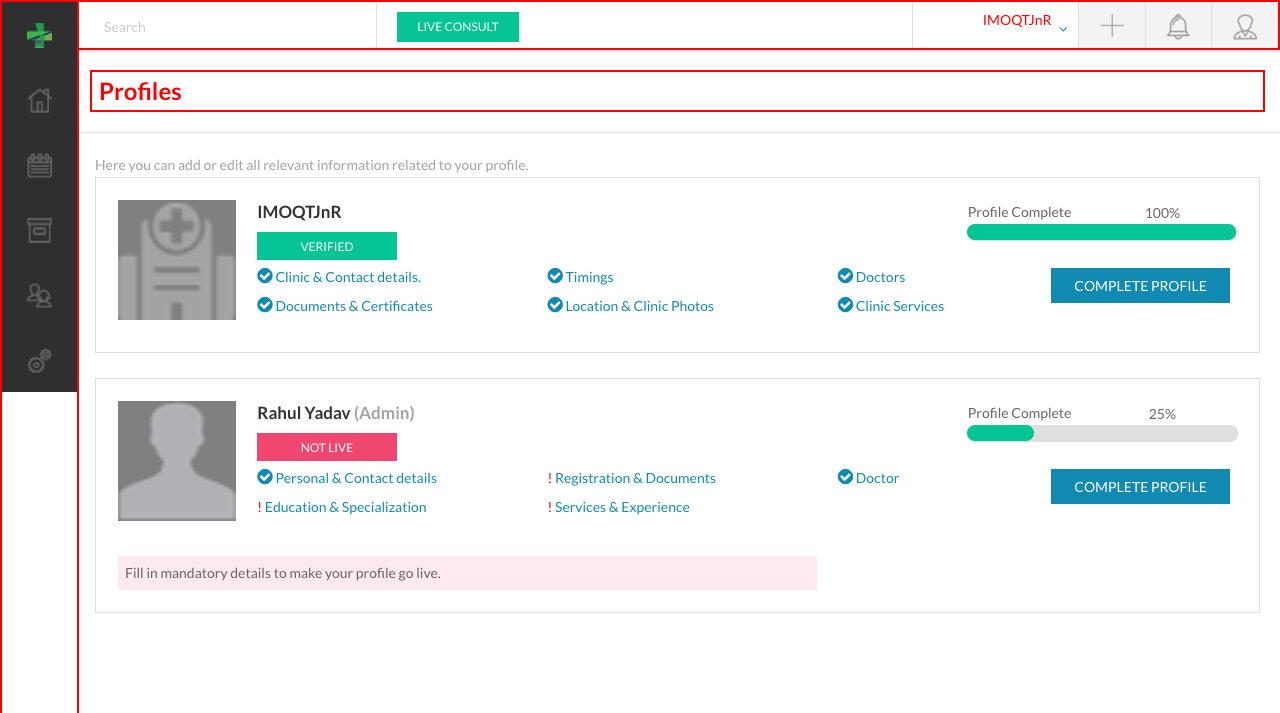 Search
LIVE CONSULT
IMOQTJnR
Profiles
Here you can add or edit all relevant information related to your profile.
IMOQTJnR
Profile Complete 100%
VERIFIED
Clinic & Contact details. Timings Doctors
COMPLETE PROFILE
Documents & Certificates Location & Clinic Photos Clinic Services
Rahul Yadav (Admin)
Profile Complete 25%
NOT LIVE
Personal & Contact details ! Registration & Documents Doctor
COMPLETE PROFILE
! Education & Specialization ! Services & Experience
Fill in mandatory details to make your profile go live.